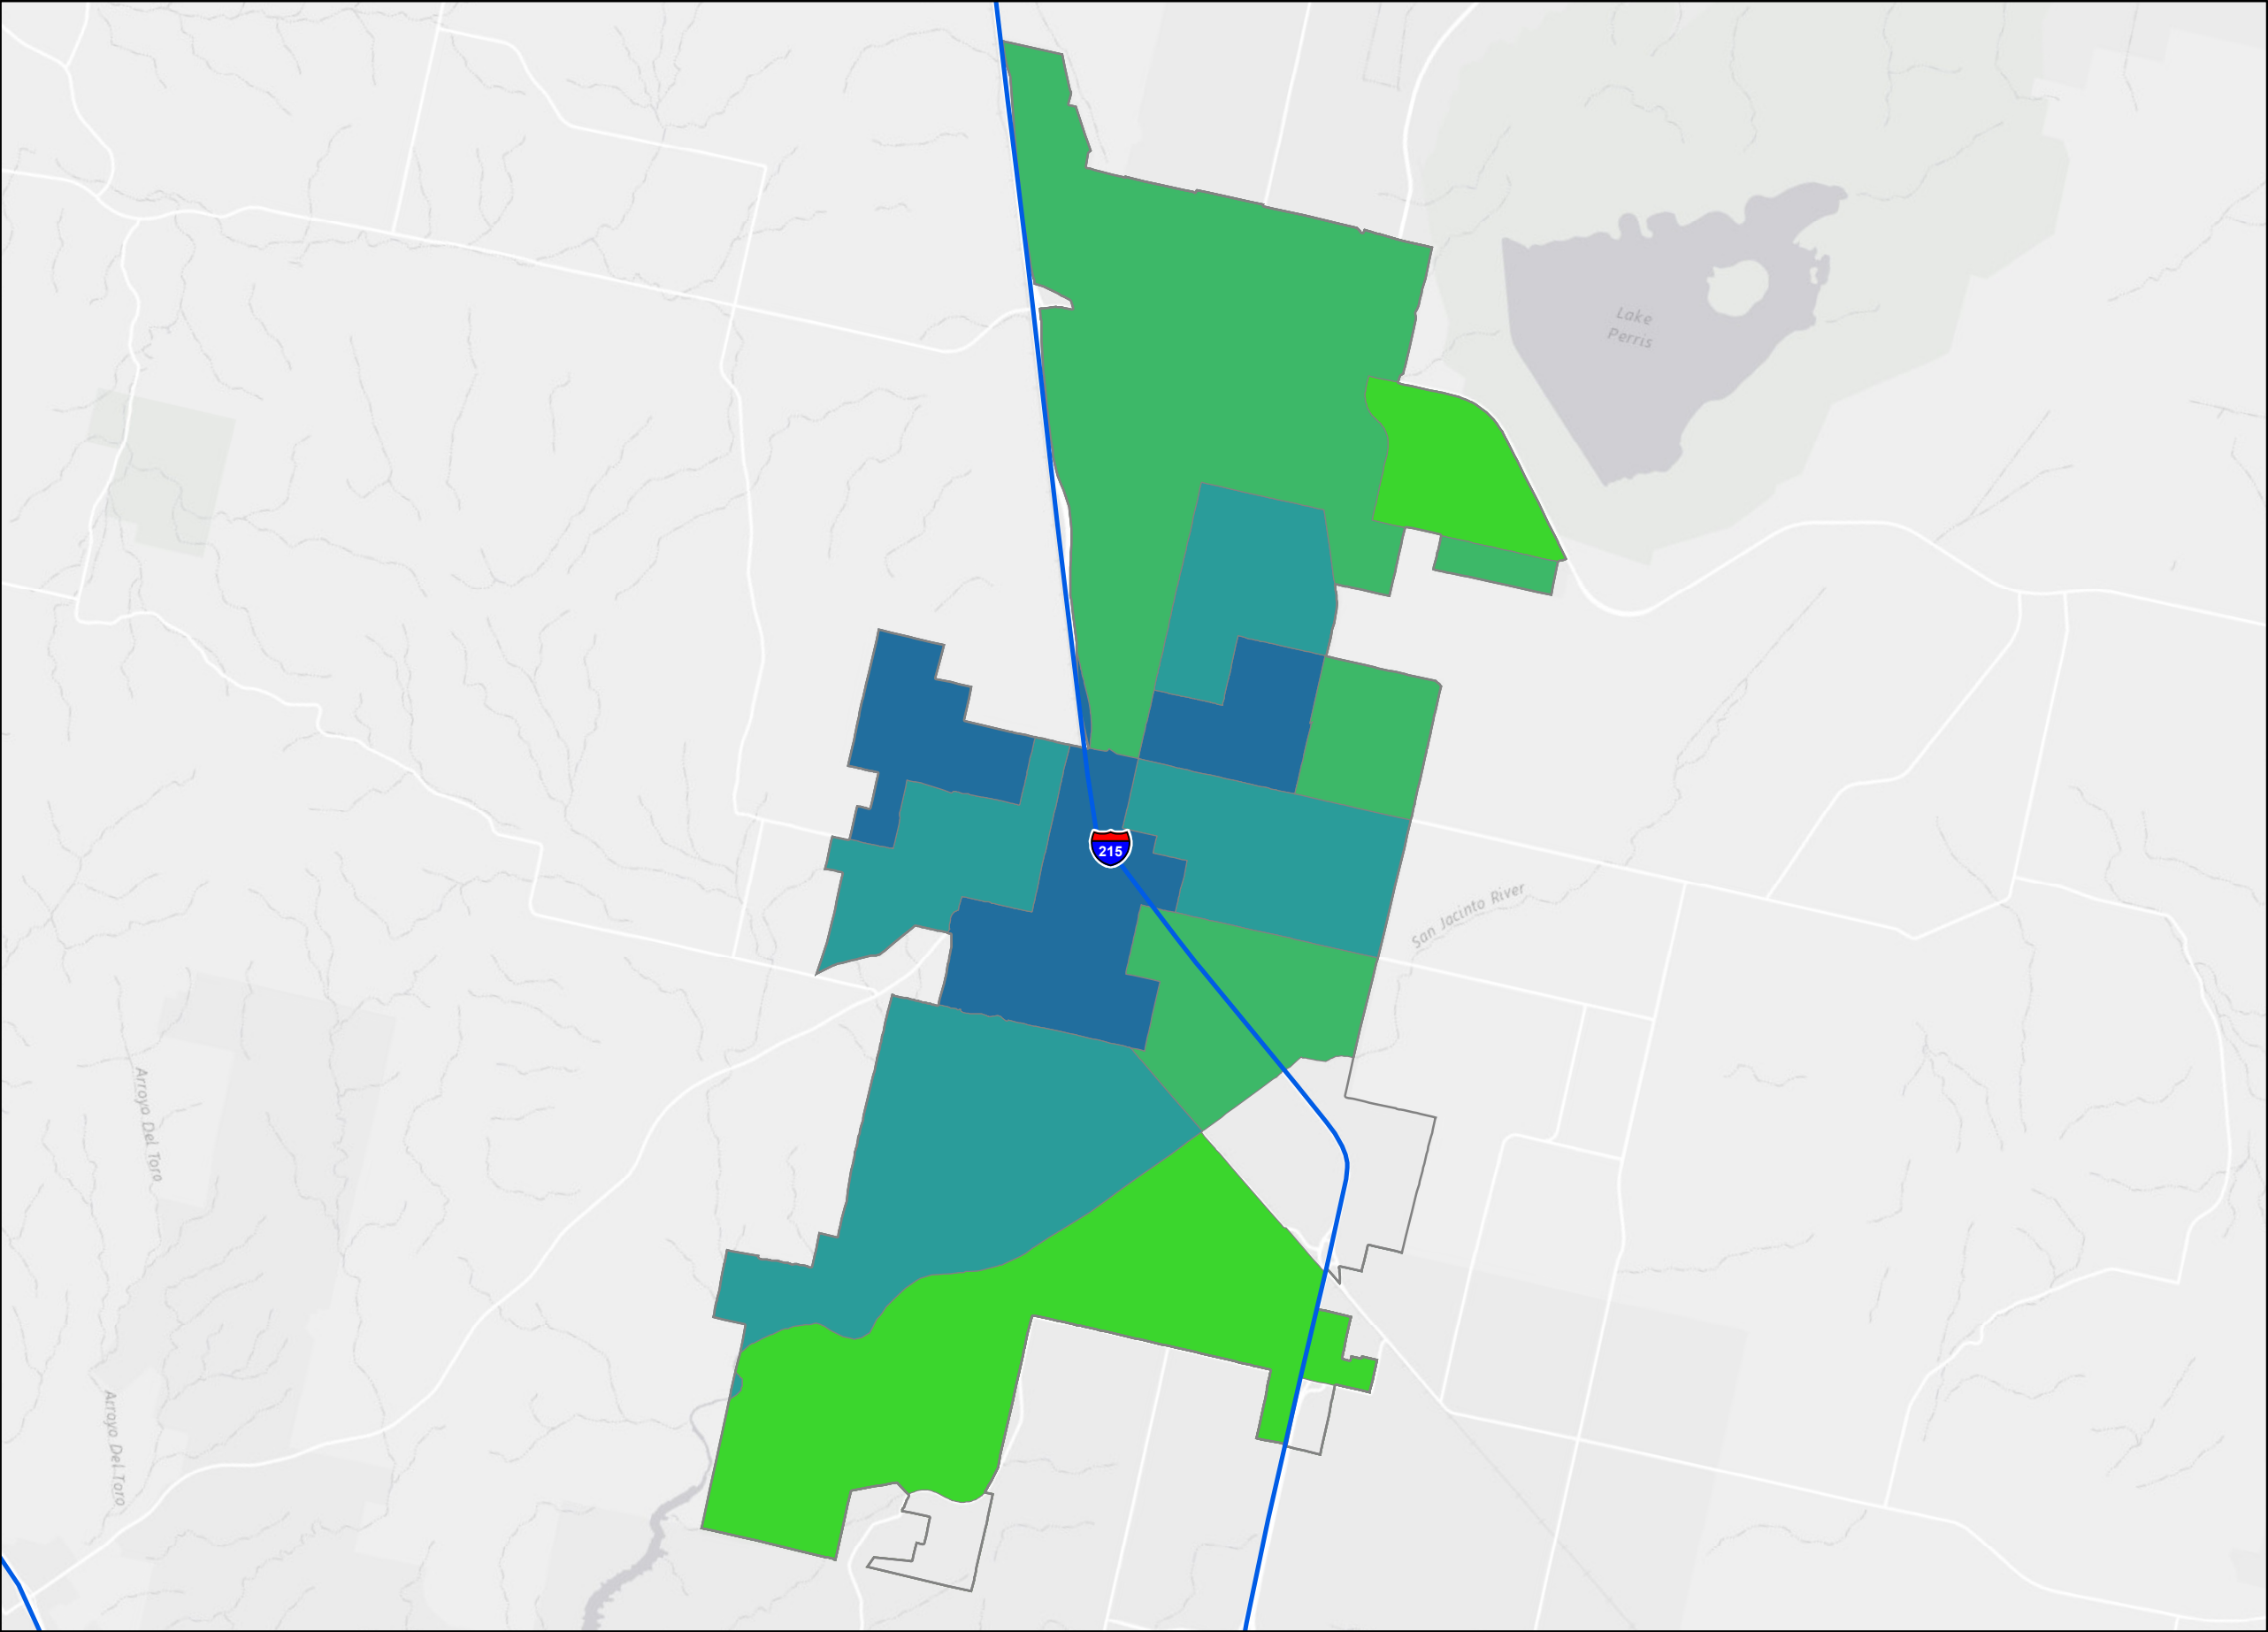 Lake
Perris
215
San Jacinto River
Arroyo Del Toro
Arroyo Del Toro